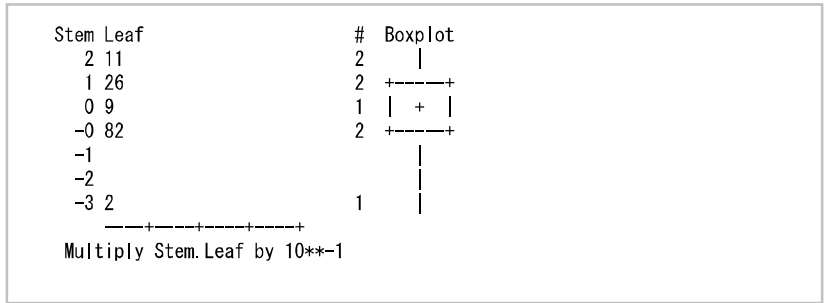 Stem Leaf                     #  Boxplot
   2 11                       2     |
   1 26                       2  +-----+
   0 9                        1  |  +  |
  -0 82                       2  +-----+
  -1                                |
  -2                                |
  -3 2                        1     |
     ----+----+----+----+
 Multiply Stem.Leaf by 10**-1